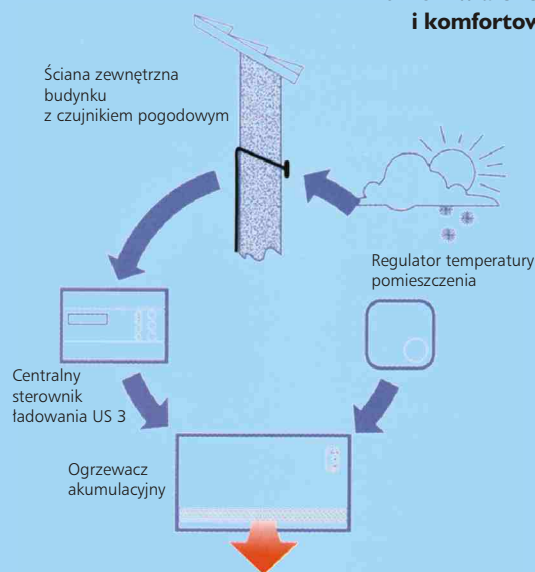 i komfortow
Ściana zewnętrzna
budynku
z czujnikiem pogodowym
Regulator temperatury
pomieszczenia
Centralny
sterownik
ładowania US 3
Ogrzewacz
akumulacyjny